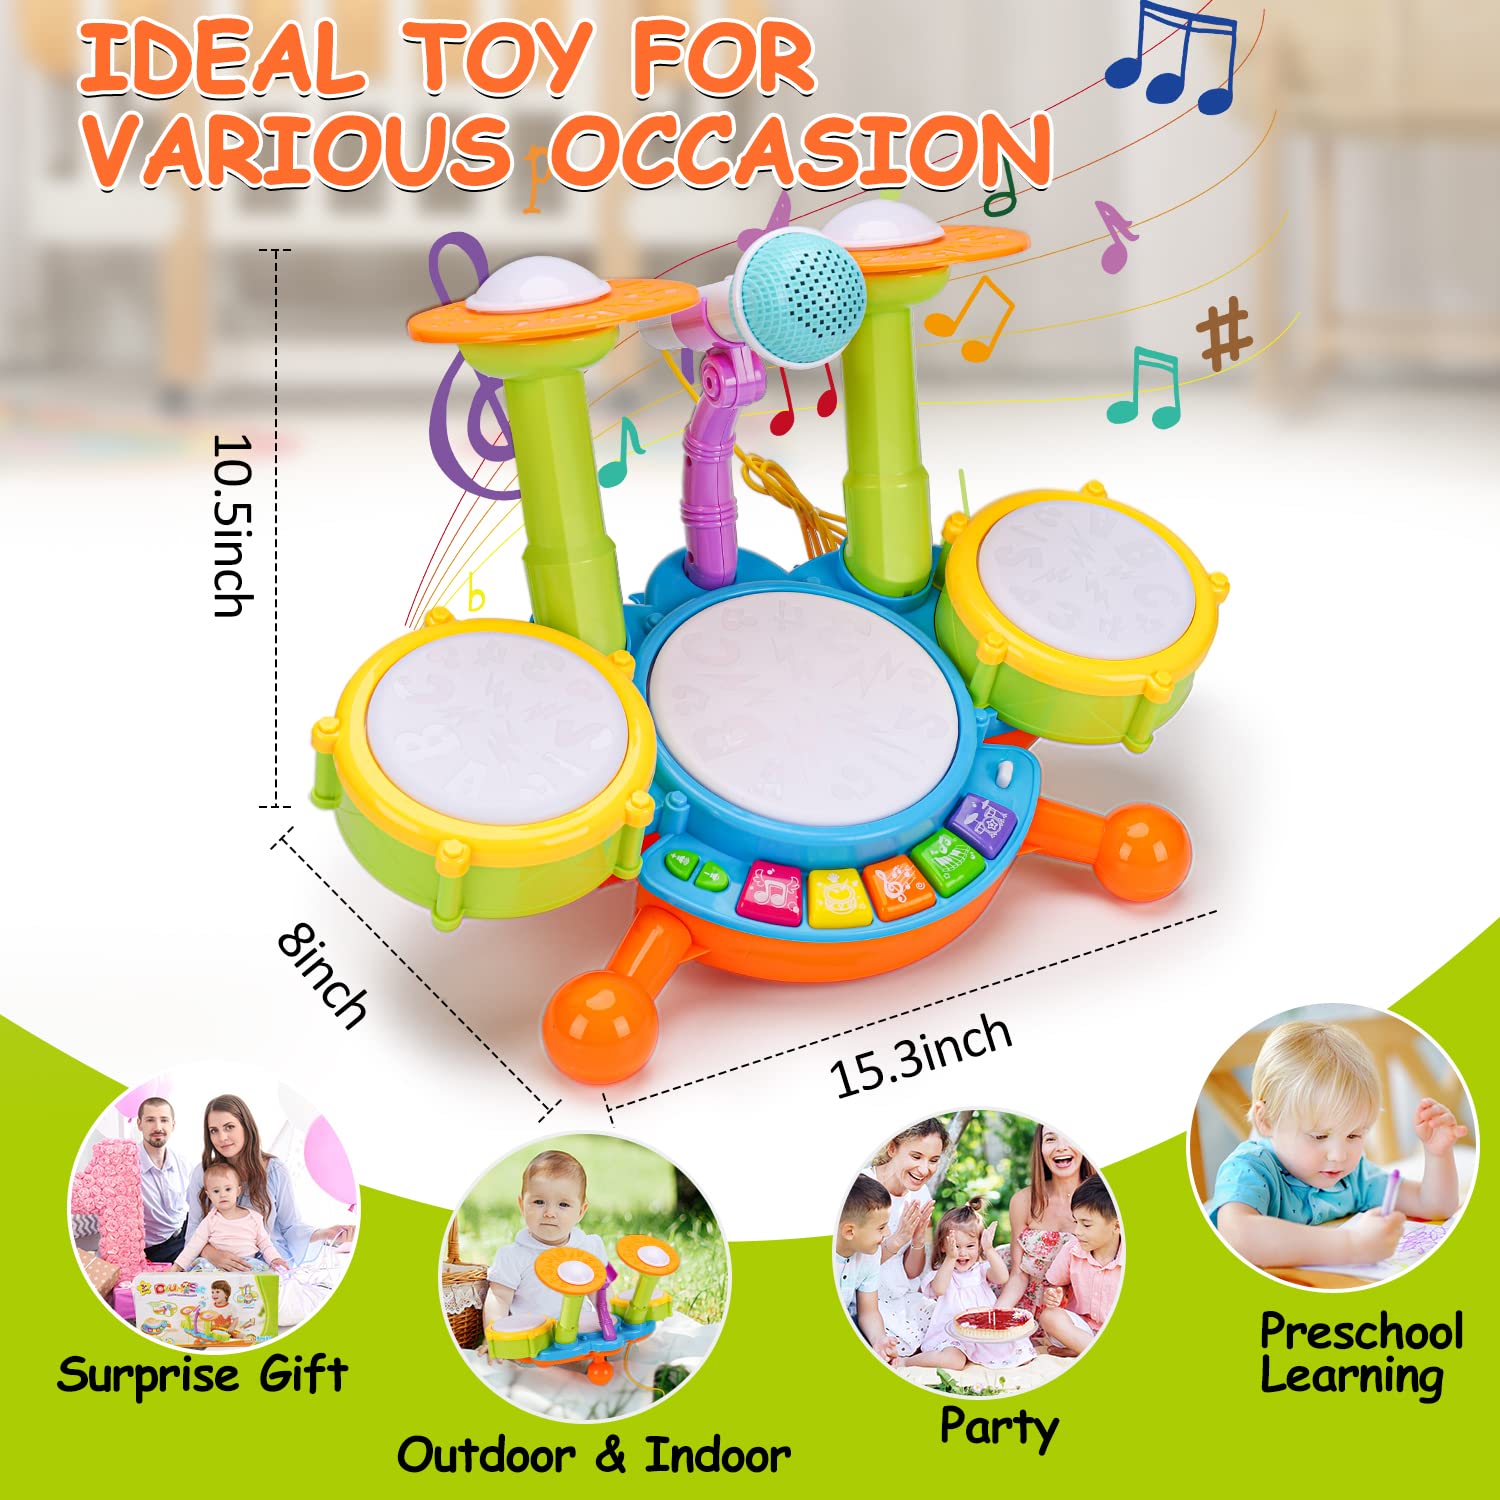 IDEAL TOY FOR
VARIOUS OCCASION
10.5inch
8inch
15.3inch
Surprise Gift
Outdoor & Indoor
Party
Preschool
Learning